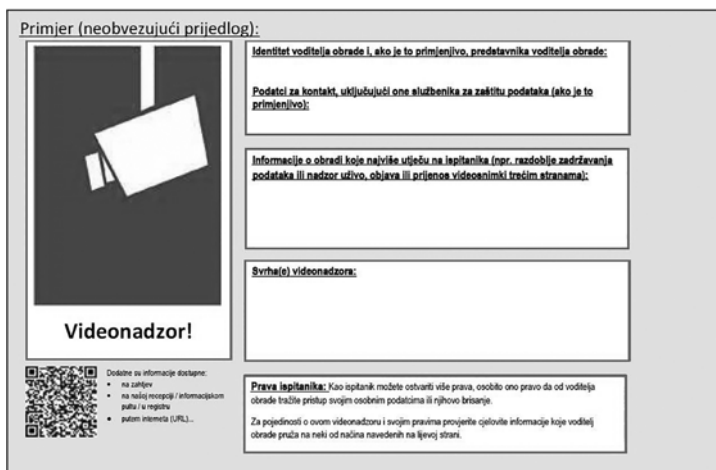 Primjer (neobvezujući prijedlog):
Videonadzor!
Dodatne su informacije dostupne:
• na zahtjev
• na našoj recepciji / informacijskom
pultu / u registru
• putem interneta (URL)...
Identitet voditelja obrade i, ako je to primjenjivo, predstavnika voditelja obrade:
Podatci za kontakt, uključujući one službenika za zaštitu podataka (ako je to
primjenjivo):
Informacije o obradi koje najviše utječu na ispitanika (npr. razdoblje zadržavanja
podataka ili nadzor uživo, objava ili prijenos videosnimki trećim stranama):
Svrha(e) videonadzora:
Prava ispitanika: Kao ispitanik možete ostvariti više prava, osobito ono pravo da od voditelja
obrade tražite pristup svojim osobnim podatcima ili njihovo brisanje.
Za pojedinosti o ovom videonadzoru i svojim pravima provjerite cjelovite informacije koje voditelj
obrade pruža na neki od načina navedenih na lijevoj strani.